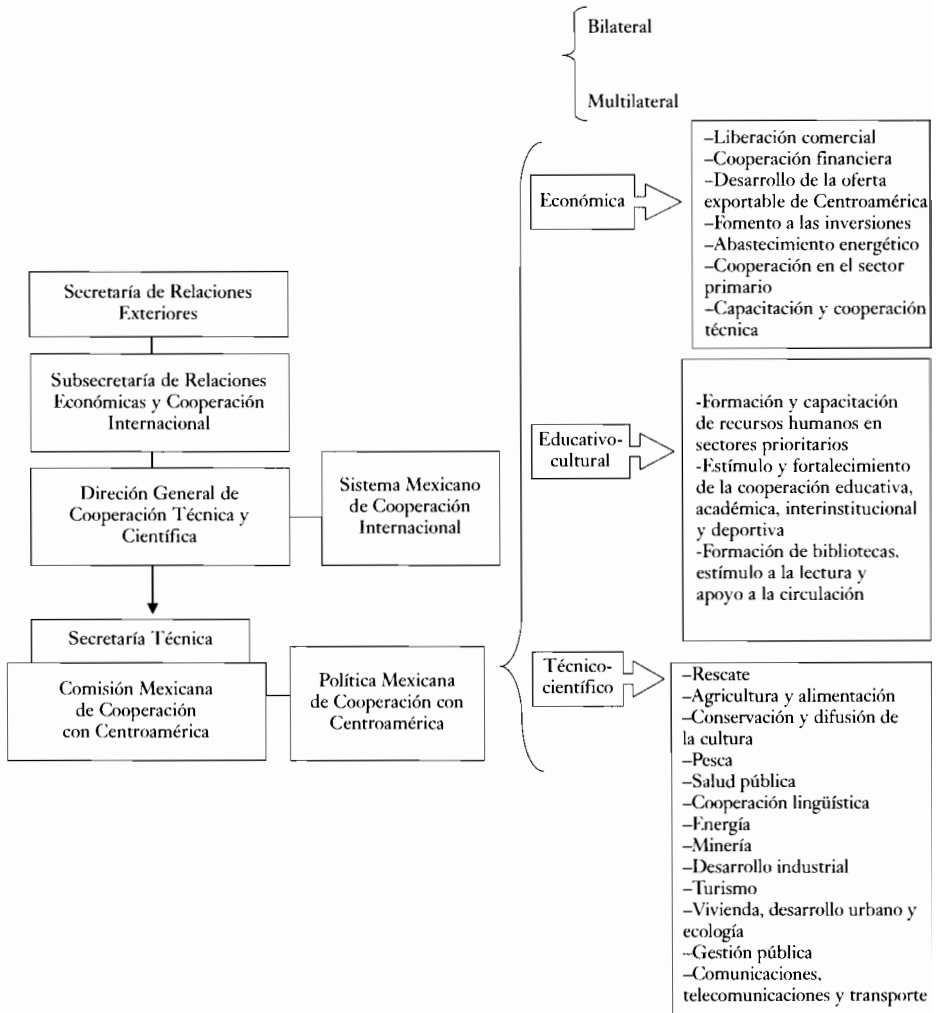 Bilateral
Multilateral
Económica
–Liberación comercial
–Cooperación financiera
–Desarrollo de la oferta
exportable de Centroamérica
–Fomento a las inversiones
–Abastecimiento energético
–Cooperación en el sector
primario
–Capacitación y cooperación
técnica
Secretaría de Relaciones
Exteriores
Subsecretaría de Relaciones
Económicas y Cooperación
Internacional
Direción General de
Cooperación Técnica y
Científica
Sistema Mexicano
de Cooperación
Internacional
Secretaría Técnica
Comisión Mexicana
de Cooperación
con Centroamérica
Política Mexicana
de Cooperación con
Centroamérica
Educativo-
cultural
-Formación y capacitación
de recursos humanos en
sectores prioritarios
-Estímulo y fortalecimiento
de la cooperación educativa,
académica, interinstitucional
y deportiva
-Formación de bibliotecas,
estímulo a la lectura y
apoyo a la circulación
Técnico-
científico
–Rescate
–Agricultura y alimentación
–Conservación y difusión de
la cultura
–Pesca
–Salud pública
–Cooperación lingüística
–Energía
–Minería
–Desarrollo industrial
–Turismo
–Vivienda, desarrollo urbano y
ecología
–Gestión pública
–Comunicaciones,
telecomunicaciones y transporte